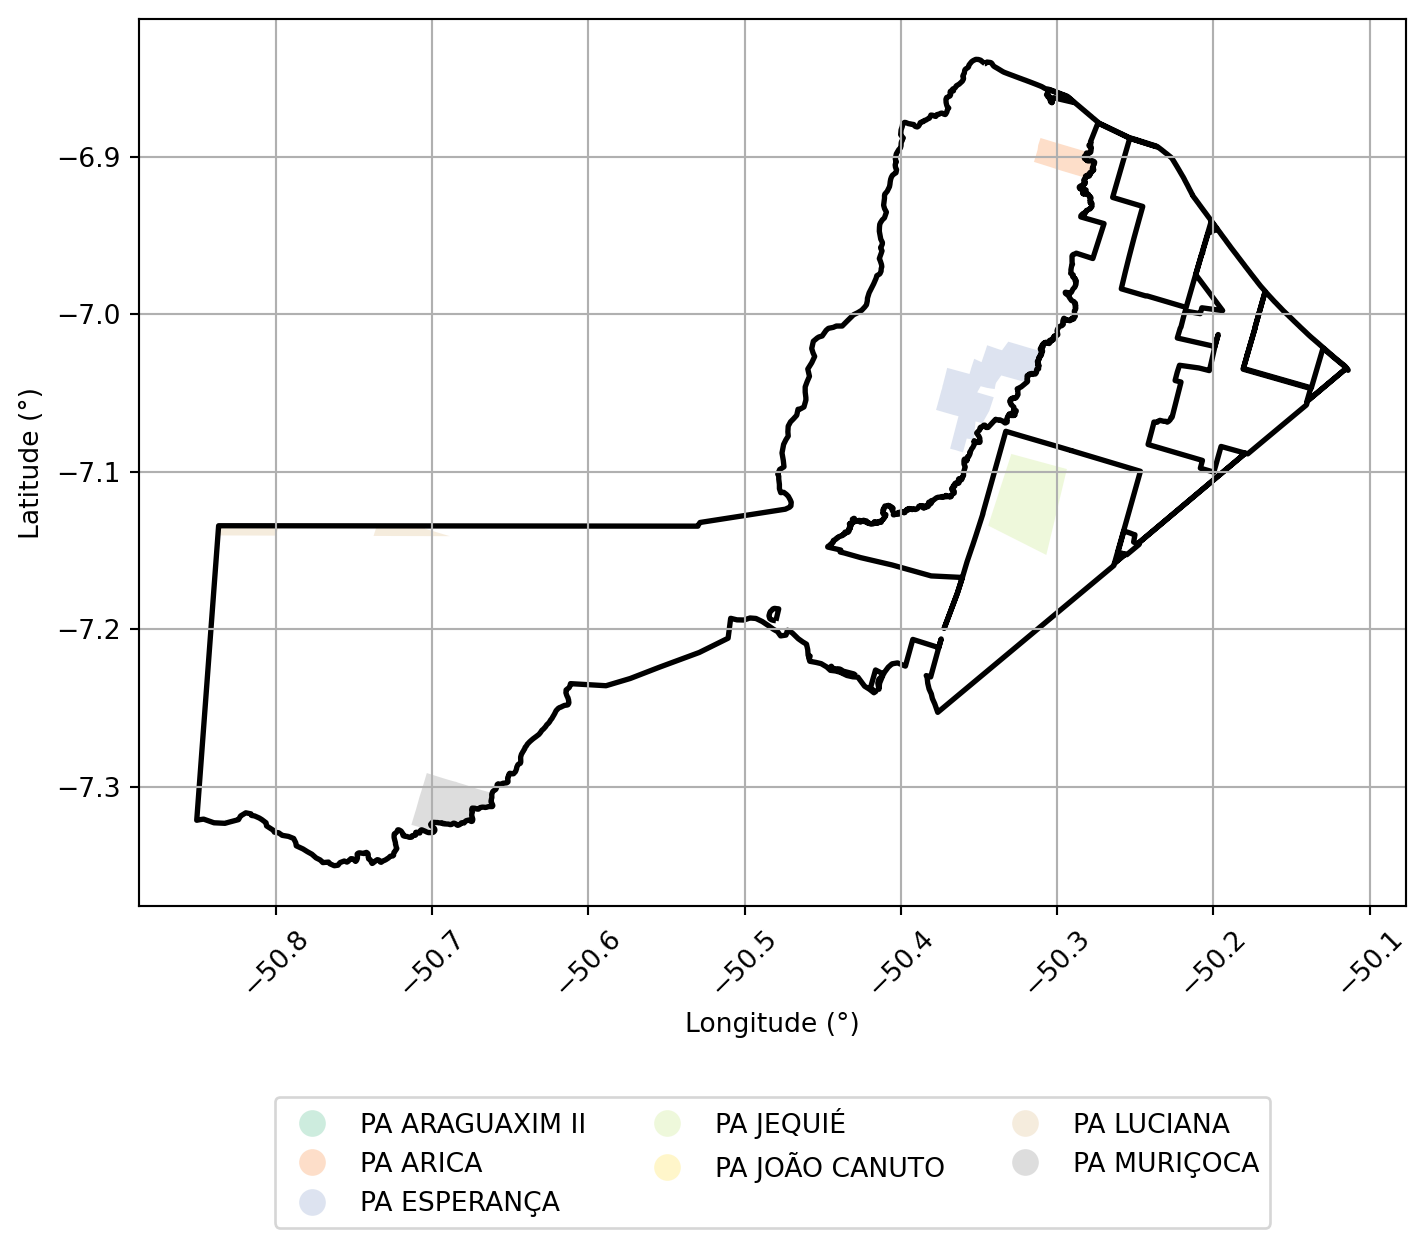 −6.9
−7.0
−7.1
−7.2
−7.3
Latitude (°)
−50.8
−50.7
−50.6
−50.5
−50.4
−50.3
−50.2
−50.1
Longitude (°)
PA ARAGUAXIM II
PA ARICA
PA ESPERANÇA
PA JEQUIÉ
PA JOÃO CANUTO
PA LUCIANA
PA MURIÇOCA